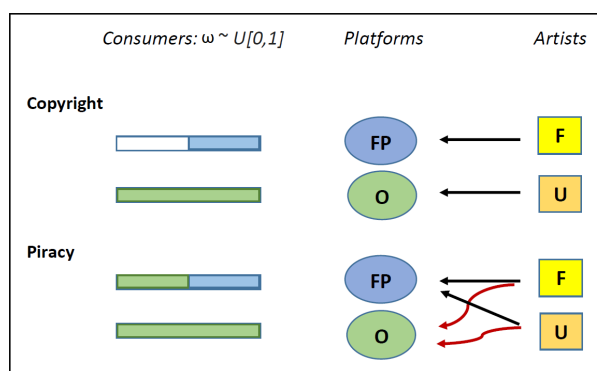 Consumers: ω ~ U[0,1] Platforms Artists
Copyright
FP F
O U
Piracy
FP F
O U